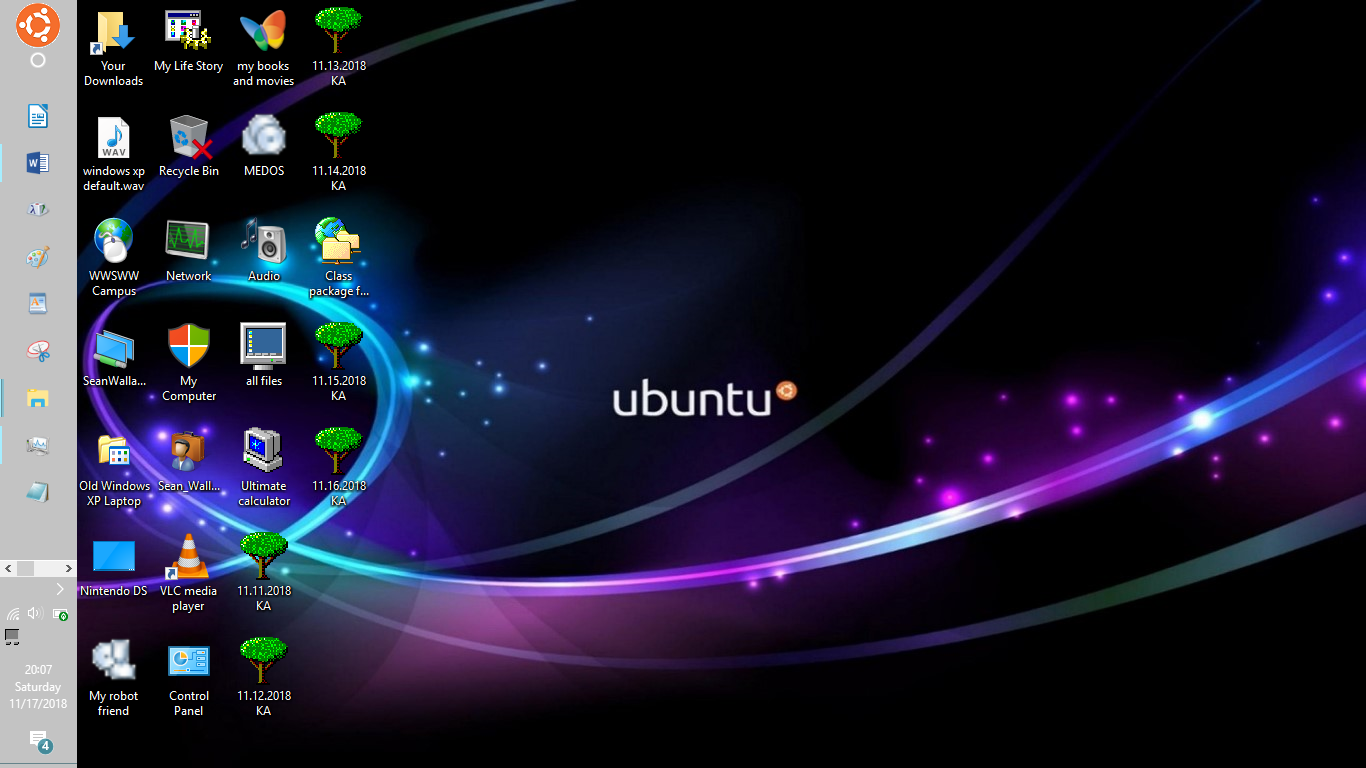 Your
Downloads
My Life Story
my books
and movies
11.13.2018
KA
WAV
windows xp
default.wav
Recycle Bin
MEDOS
11.14.2018
KA
WWSWW
Campus
Network
Audio
Class
package f...
SeanWalla...
My
Computer
all files
11.15.2018
KA
Old Windows
XP Laptop
Sean_Wall...
Ultimate
calculator
11.16.2018
KA
Nintendo DS
VLC media
player
11.11.2018
KA
My robot
friend
Control
Panel
11.12.2018
KA
ubuntu
20:07
Saturday
11/17/2018
4